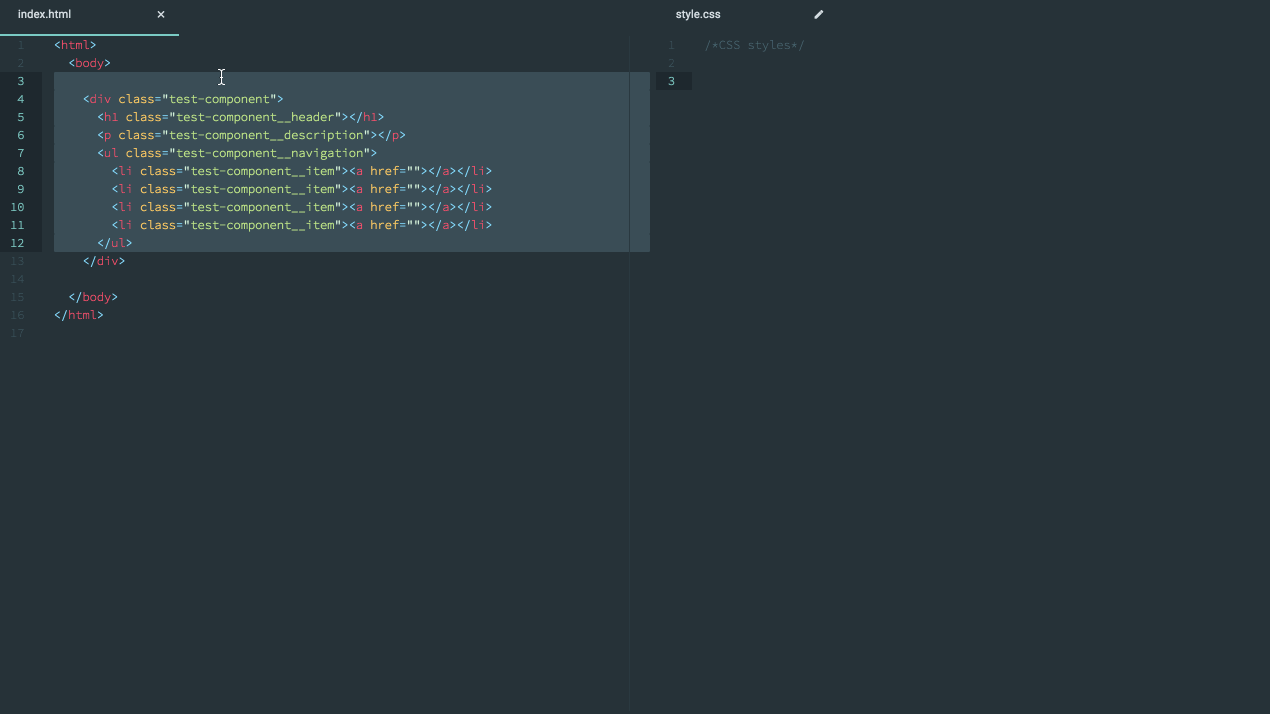 index.html
1 <html>
2   <body>
3
4     <div class="test-component">
5       <h1 class="test-component__header"></h1>
6       <p class="test-component__description"></p>
7       <ul class="test-component__navigation">
8         <li class="test-component__item"><a href=""></a></li>
9         <li class="test-component__item"><a href=""></a></li>
10         <li class="test-component__item"><a href=""></a></li>
11         <li class="test-component__item"><a href=""></a></li>
12       </ul>
13     </div>
14
15   </body>
16 </html>
17
style.css
1 /*CSS styles*/
2
3